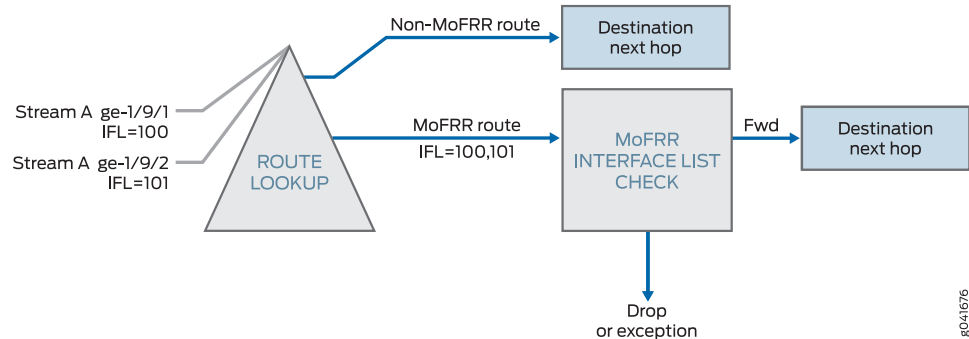 Non-MoFRR route
Destination
next hop
Stream A ge-1/9/1
IFL=100
Stream A ge-1/9/2
IFL=101
ROUTE
LOOKUP
MoFRR route
IFL=100,101
MoFRR
INTERFACE LIST
CHECK
Fwd
Destination
next hop
Drop
or exception
g041676